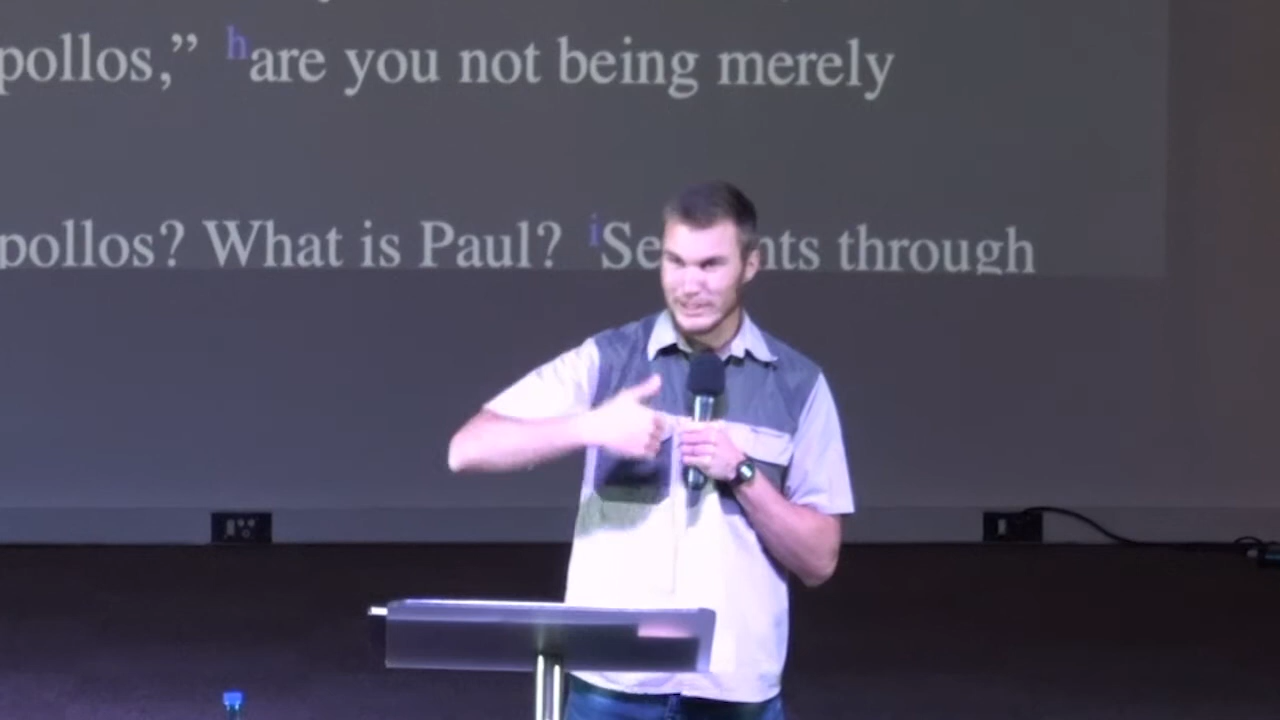 pollos,” hare you not being merely
pollos? What is Paul? iSe nts through